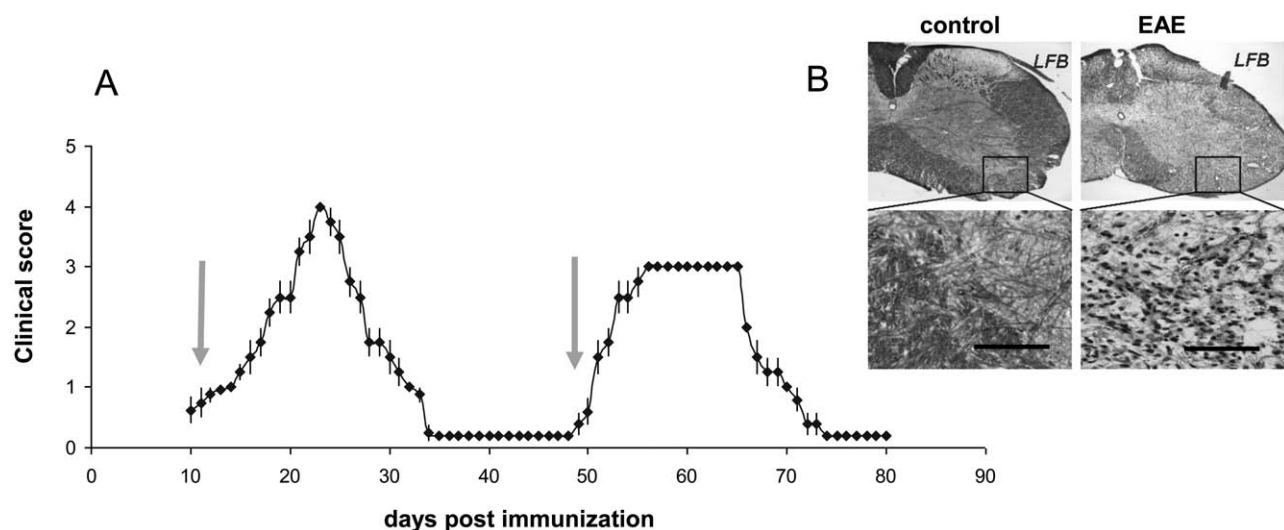 control EAE
A B
LFB LFB
Clinical score
5
4
3
2
1
0
0 10 20 30 40 50 60 70 80 90
days post immunization